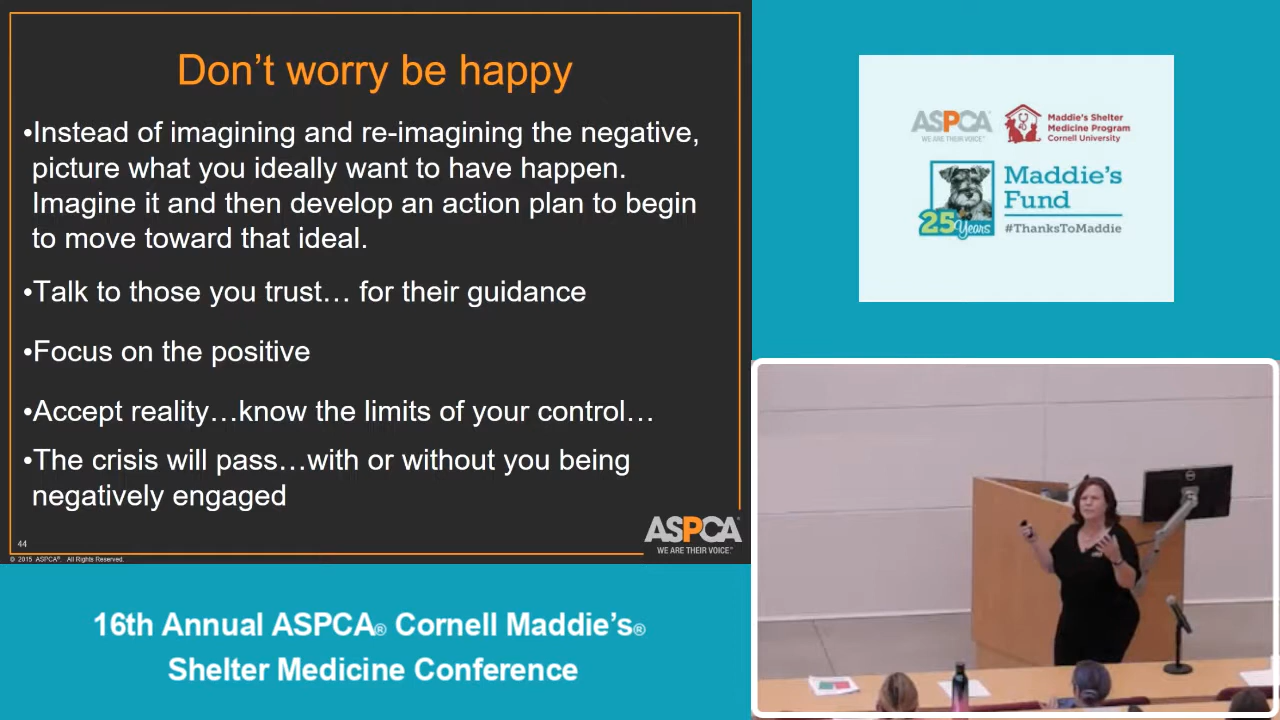 Don't worry be happy
•Instead of imagining and re-imagining the negative,
picture what you ideally want to have happen.
Imagine it and then develop an action plan to begin
to move toward that ideal.
•Talk to those you trust… for their guidance
•Focus on the positive
•Accept reality…know the limits of your control…
•The crisis will pass…with or without you being
negatively engaged
44
ASPCA
WE ARE THEIR VOICE™
© 2015 ASPCA®. All Rights Reserved.
16th Annual ASPCA® Cornell Maddie's®
Shelter Medicine Conference
ASPCA®
WE ARE THEIR VOICE™
Maddie's Shelter
Medicine Program
Cornell University
25 Years
Maddie's
Fund
#ThanksToMaddie